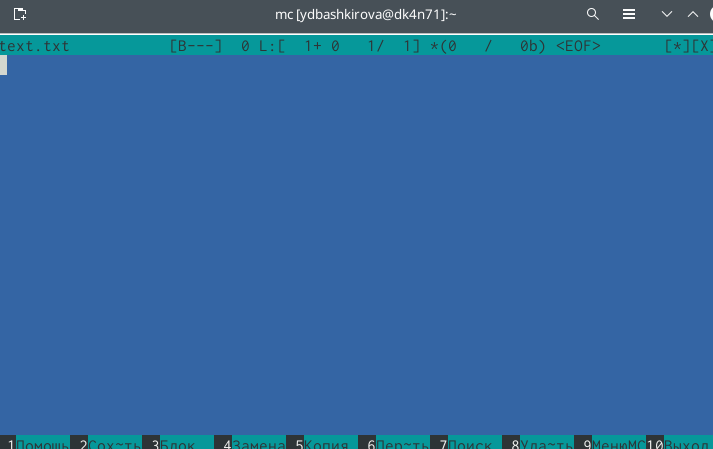 mc [ydbashkirova@dk4n71]:~
text.txt [B---] 0 L:[ 1+ 0 1/ 1] *(0 / 0b) <EOF> [*][X]
1Помощь 2Сох~ть 3Блок 4Замена 5Копия 6Пер~ть 7Поиск 8Уда~ть 9МенюMC 10Выход